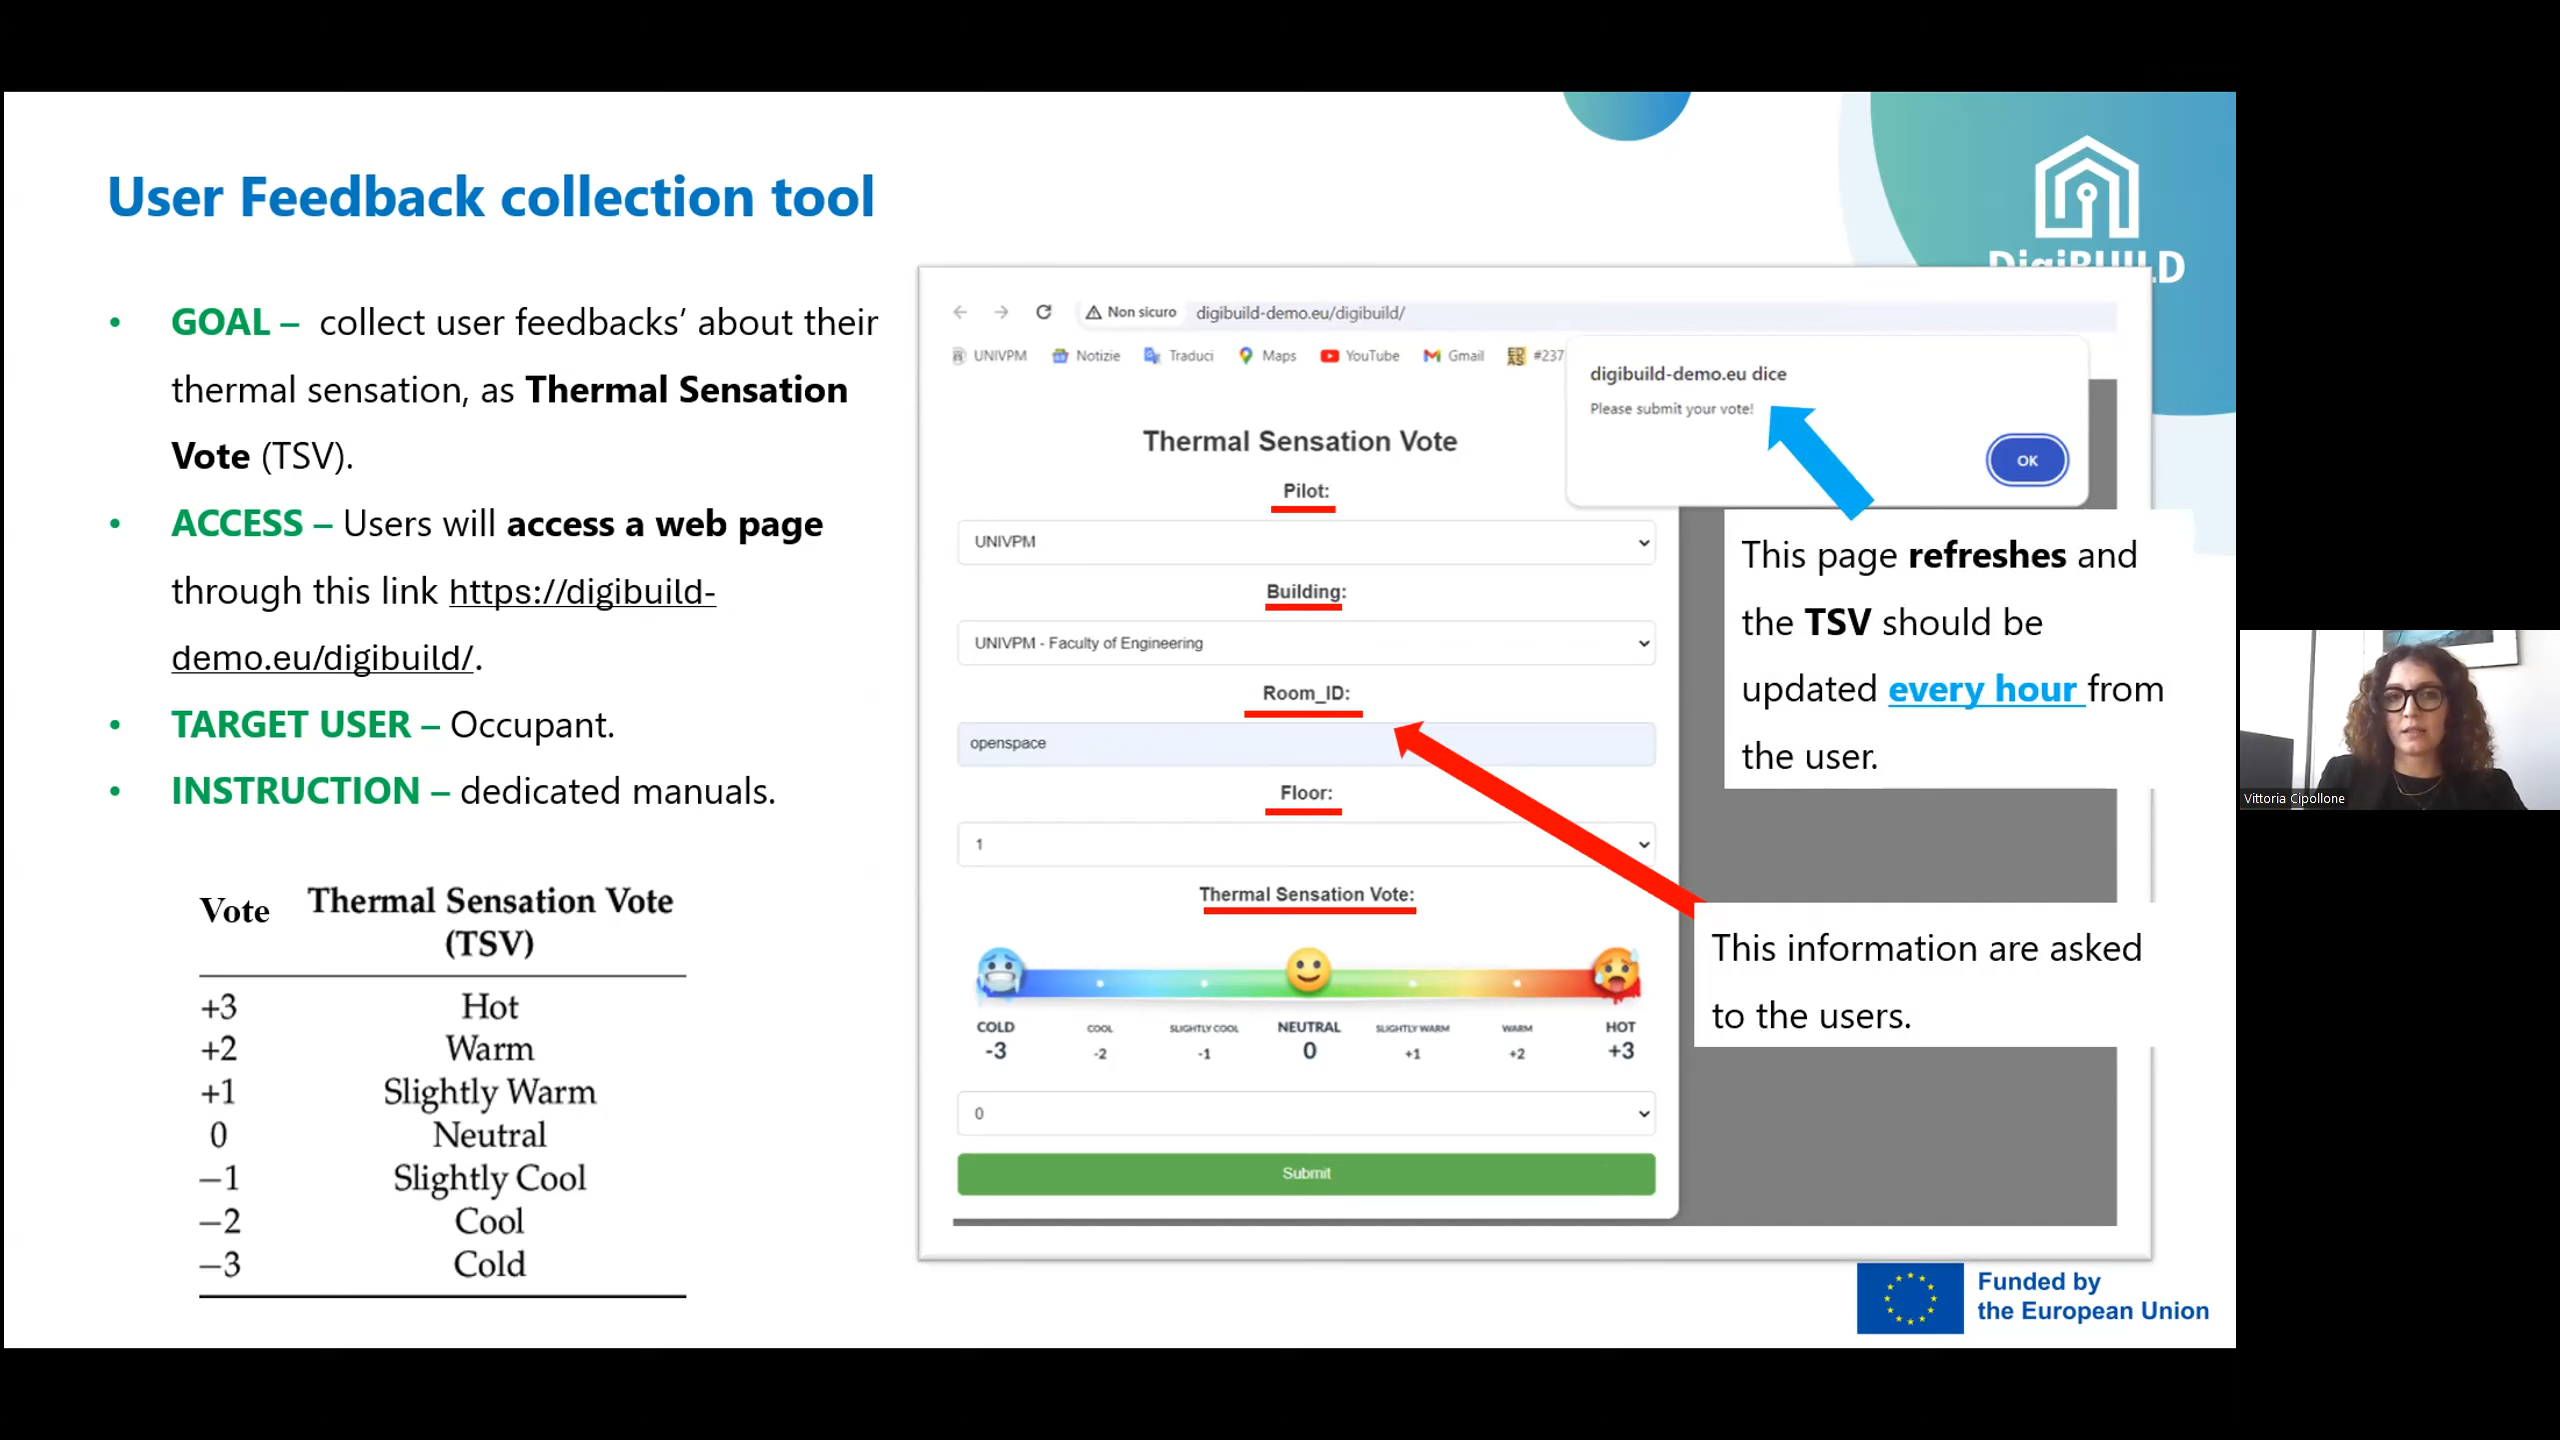 User Feedback collection tool
DigiBUILD
• GOAL – collect user feedbacks’ about their
thermal sensation, as Thermal Sensation
Vote (TSV).
• ACCESS – Users will access a web page
through this link https://digibuild-
demo.eu/digibuild/.
• TARGET USER – Occupant.
• INSTRUCTION – dedicated manuals.
Vote Thermal Sensation Vote
(TSV)
+3 Hot
+2 Warm
+1 Slightly Warm
0 Neutral
−1 Slightly Cool
−2 Cool
−3 Cold
Non sicuro digibuild-demo.eu/digibuild/
UNIVPM Notizie Traduci Maps YouTube Gmail #237
digibuild-demo.eu dice
Please submit your vote!
OK
Thermal Sensation Vote
Pilot:
UNIVPM
Building:
UNIVPM - Faculty of Engineering
Room_ID:
openspace
Floor:
1
Thermal Sensation Vote:
COLD COOL SLIGHTLY COOL NEUTRAL SLIGHTLY WARM WARM HOT
-3 -2 -1 0 +1 +2 +3
0
Submit
This page refreshes and
the TSV should be
updated every hour from
the user.
This information are asked
to the users.
Funded by
the European Union
Vittoria Cipollone